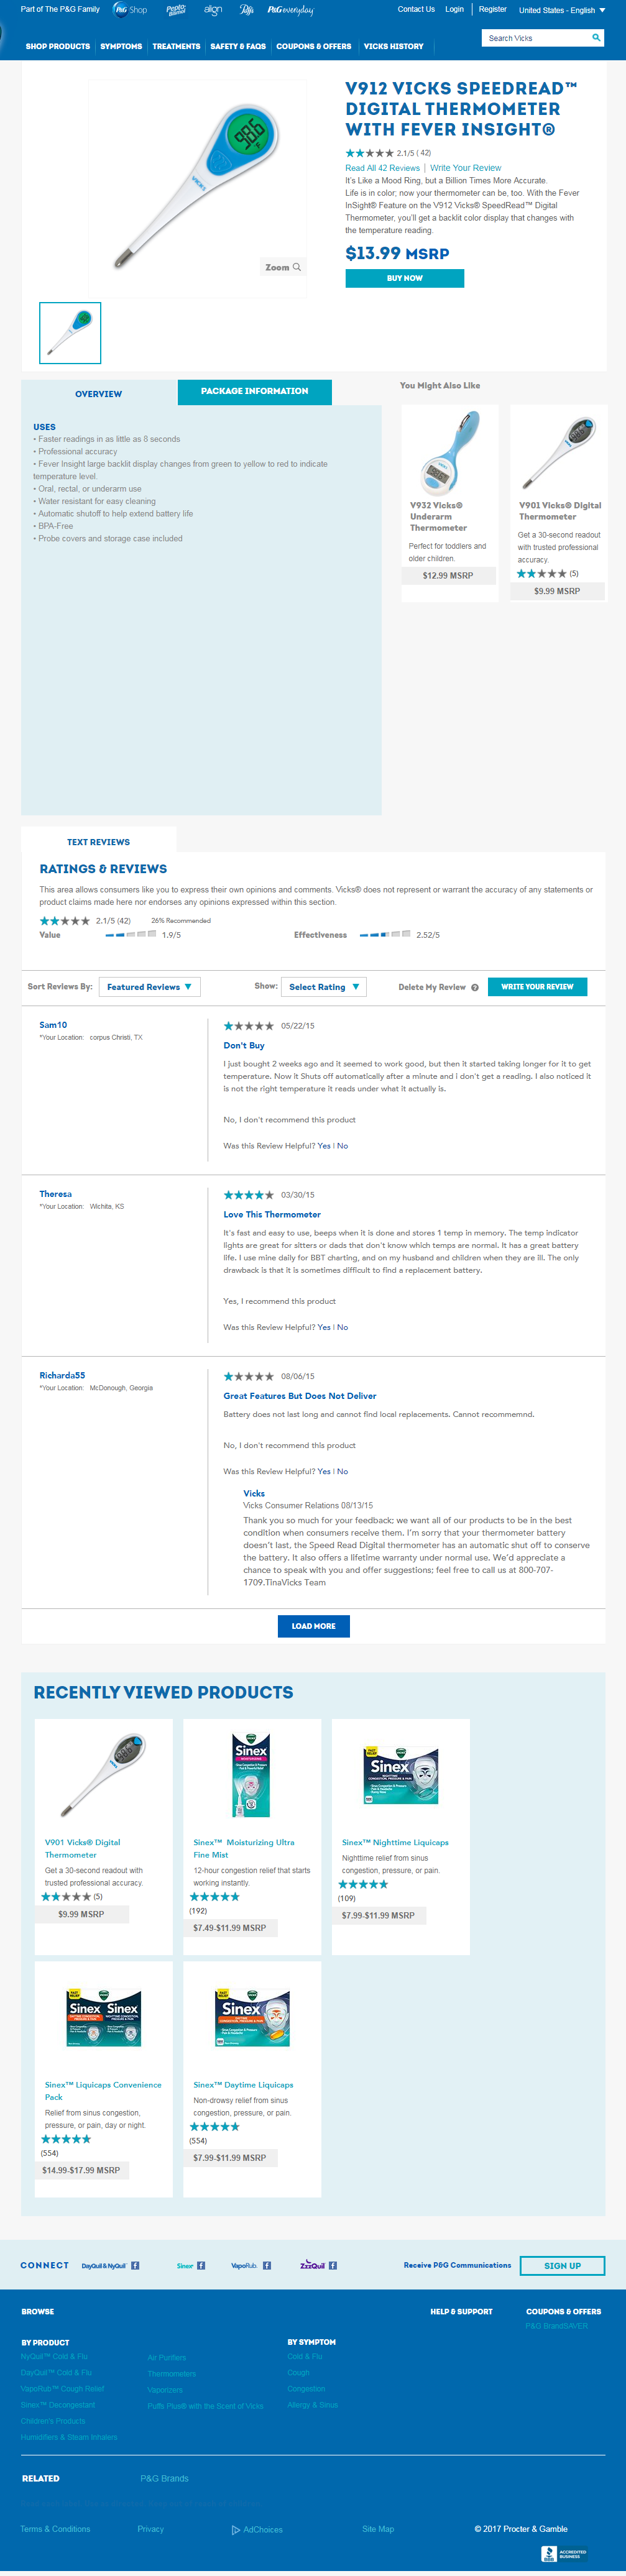 Part of The P&G Family P&G Shop Pepto Bismol align Puffs P&G everyday Contact Us Login Register United States - English
SHOP PRODUCTS SYMPTOMS TREATMENTS SAFETY & FAQS COUPONS & OFFERS VICKS HISTORY
Search Vicks
V912 VICKS SPEEDREAD™
DIGITAL THERMOMETER
WITH FEVER INSIGHT®
2.1/5 ( 42)
Read All 42 Reviews | Write Your Review
It's Like a Mood Ring, but a Billion Times More Accurate.
Life is in color; now your thermometer can be, too. With the Fever
InSight® Feature on the V912 Vicks® SpeedRead™ Digital
Thermometer, you'll get a backlit color display that changes with
the temperature reading.
$13.99 MSRP
BUY NOW
98.6
VICKS
Zoom
OVERVIEW
PACKAGE INFORMATION
USES
• Faster readings in as little as 8 seconds
• Professional accuracy
• Fever Insight large backlit display changes from green to yellow to red to indicate
temperature level.
• Oral, rectal, or underarm use
• Water resistant for easy cleaning
• Automatic shutoff to help extend battery life
• BPA-Free
• Probe covers and storage case included
You Might Also Like
V932 Vicks®
Underarm
Thermometer
Perfect for toddlers and
older children.
$12.99 MSRP
V901 Vicks® Digital
Thermometer
Get a 30-second readout
with trusted professional
accuracy.
(5)
$9.99 MSRP
TEXT REVIEWS
RATINGS & REVIEWS
This area allows consumers like you to express their own opinions and comments. Vicks® does not represent or warrant the accuracy of any statements or
product claims made here nor endorses any opinions expressed within this section.
2.1/5 (42) 26% Recommended
Value 1.9/5 Effectiveness 2.52/5
Sort Reviews By: Featured Reviews Show: Select Rating Delete My Review ? WRITE YOUR REVIEW
Sam10
*Your Location: corpus Christi, TX
05/22/15
Don't Buy
I just bought 2 weeks ago and it seemed to work good, but then it started taking longer for it to get
temperature. Now it Shuts off automatically after a minute and i don't get a reading. I also noticed it
is not the right temperature it reads under what it actually is.
No, I don't recommend this product
Was this Review Helpful? Yes | No
Theresa
*Your Location: Wichita, KS
03/30/15
Love This Thermometer
It's fast and easy to use, beeps when it is done and stores 1 temp in memory. The temp indicator
lights are great for sitters or dads that don't know which temps are normal. It has a great battery
life. I use mine daily for BBT charting, and on my husband and children when they are ill. The only
drawback is that it is sometimes difficult to find a replacement battery.
Yes, I recommend this product
Was this Review Helpful? Yes | No
Richarda55
*Your Location: McDonough, Georgia
08/06/15
Great Features But Does Not Deliver
Battery does not last long and cannot find local replacements. Cannot recommemnd.
No, I don't recommend this product
Was this Review Helpful? Yes | No
Vicks
Vicks Consumer Relations 08/13/15
Thank you so much for your feedback; we want all of our products to be in the best
condition when consumers receive them. I'm sorry that your thermometer battery
doesn't last, the Speed Read Digital thermometer has an automatic shut off to conserve
the battery. It also offers a lifetime warranty under normal use. We'd appreciate a
chance to speak with you and offer suggestions; feel free to call us at 800-707-
1709.TinaVicks Team
LOAD MORE
RECENTLY VIEWED PRODUCTS
V901 Vicks® Digital
Thermometer
Get a 30-second readout with
trusted professional accuracy.
(5)
$9.99 MSRP
Sinex
Sinex™ Moisturizing Ultra
Fine Mist
12-hour congestion relief that starts
working instantly.
(192)
$7.49-$11.99 MSRP
Sinex
Sinex™ Nighttime Liquicaps
Nighttime relief from sinus
congestion, pressure, or pain.
(109)
$7.99-$11.99 MSRP
Sinex Sinex
Sinex™ Liquicaps Convenience
Pack
Relief from sinus congestion,
pressure, or pain, day or night.
(554)
$14.99-$17.99 MSRP
Sinex
Sinex™ Daytime Liquicaps
Non-drowsy relief from sinus
congestion, pressure, or pain.
(554)
$7.99-$11.99 MSRP
CONNECT DayQuil & NyQuil Sinex VapoRub ZzzQuil Receive P&G Communications SIGN UP
BROWSE
HELP & SUPPORT
COUPONS & OFFERS
P&G BrandSAVER
BY PRODUCT
NyQuil™ Cold & Flu
DayQuil™ Cold & Flu
VapoRub™ Cough Relief
Sinex™ Decongestant
Children's Products
Humidifiers & Steam Inhalers
Air Purifiers
Thermometers
Vaporizers
Puffs Plus® with the Scent of Vicks
BY SYMPTOM
Cold & Flu
Cough
Congestion
Allergy & Sinus
RELATED P&G Brands
Terms & Conditions Privacy AdChoices Site Map © 2017 Procter & Gamble
BBB ACCREDITED
BUSINESS